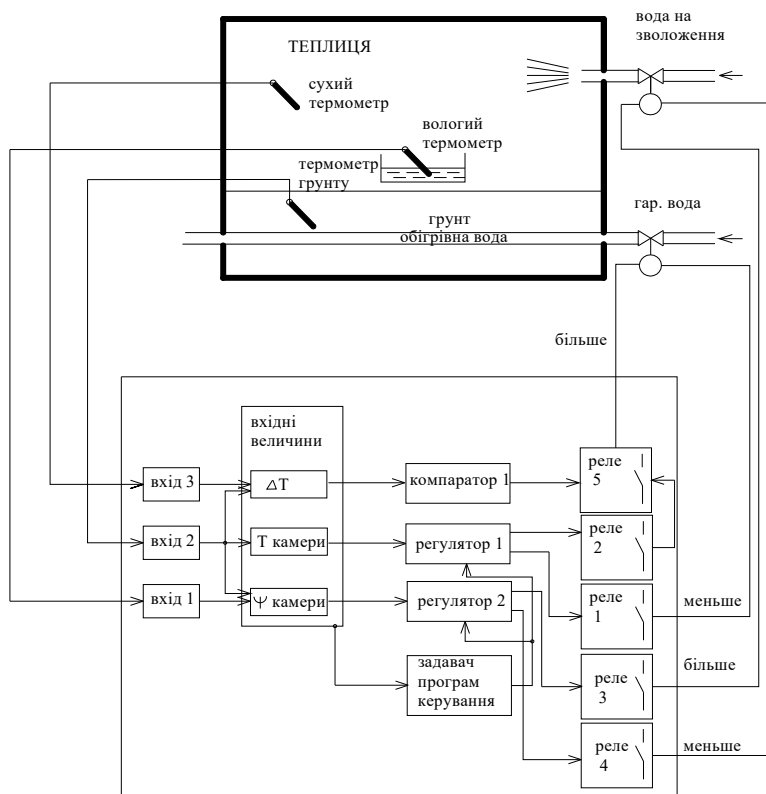 вода на
зволоження
ТЕПЛИЦЯ
сухий
термометр
вологий
термометр
термометр
грунту
гар. вода
грунт
обігрівна вода
більше
вхідні
величини
вхід 3
△T
компаратор 1
реле
5
вхід 2
Т камери
регулятор 1
реле
2
вхід 1
Ψ камери
регулятор 2
реле
1
меньше
задавач
програм
керування
реле
3
більше
реле
4
меньше